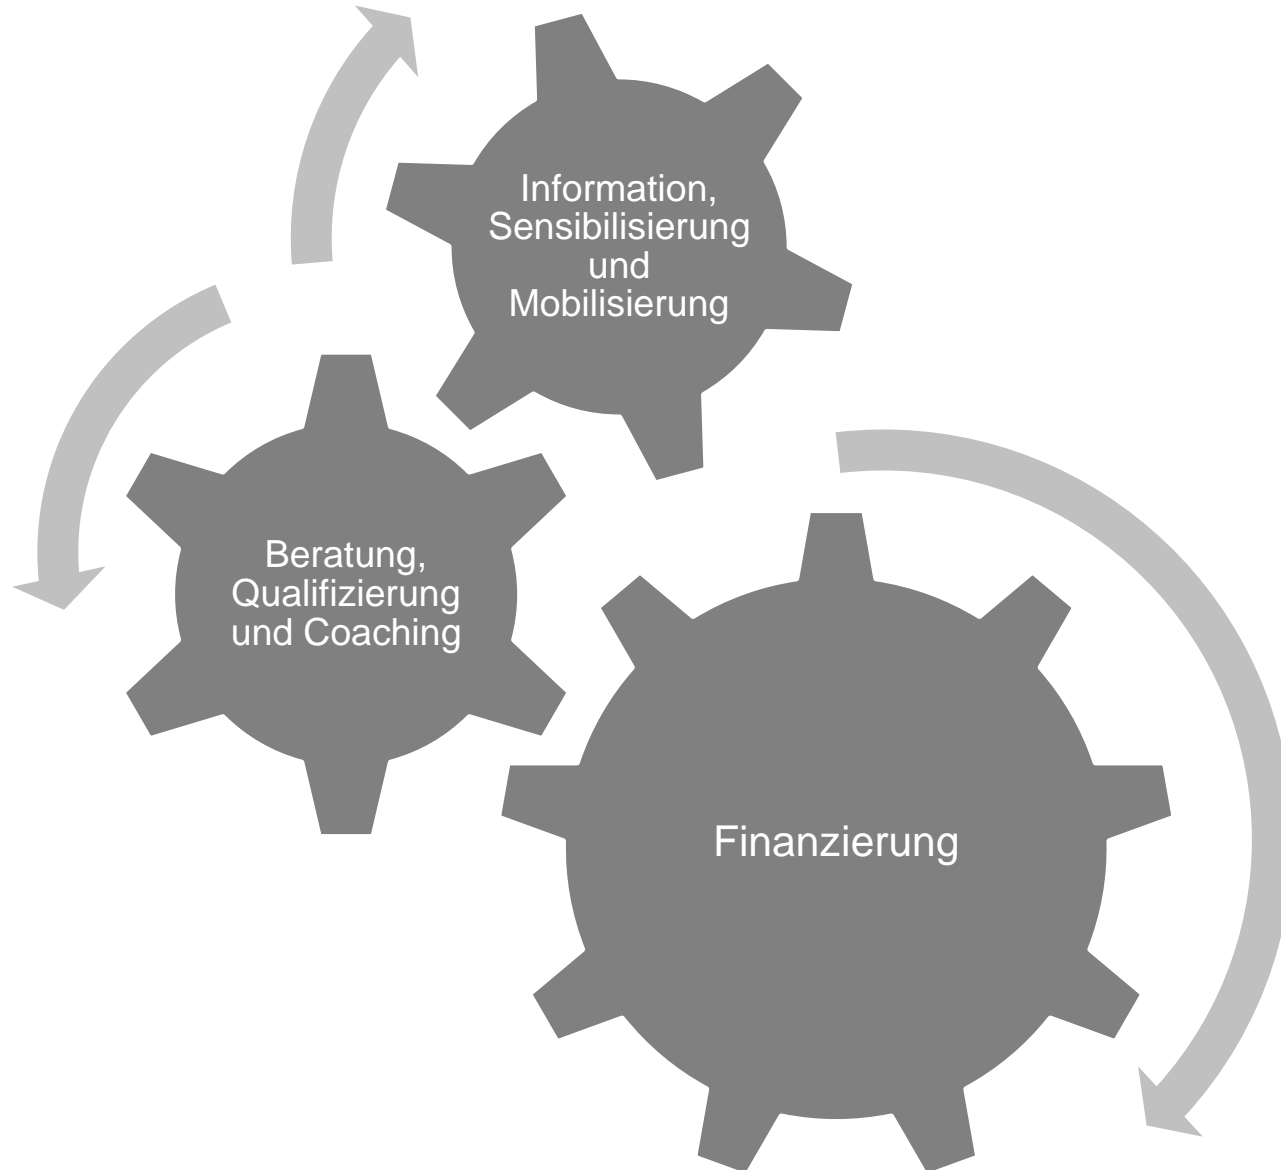 Information,
Sensibilisierung
und
Mobilisierung
Beratung,
Qualifizierung
und Coaching
Finanzierung